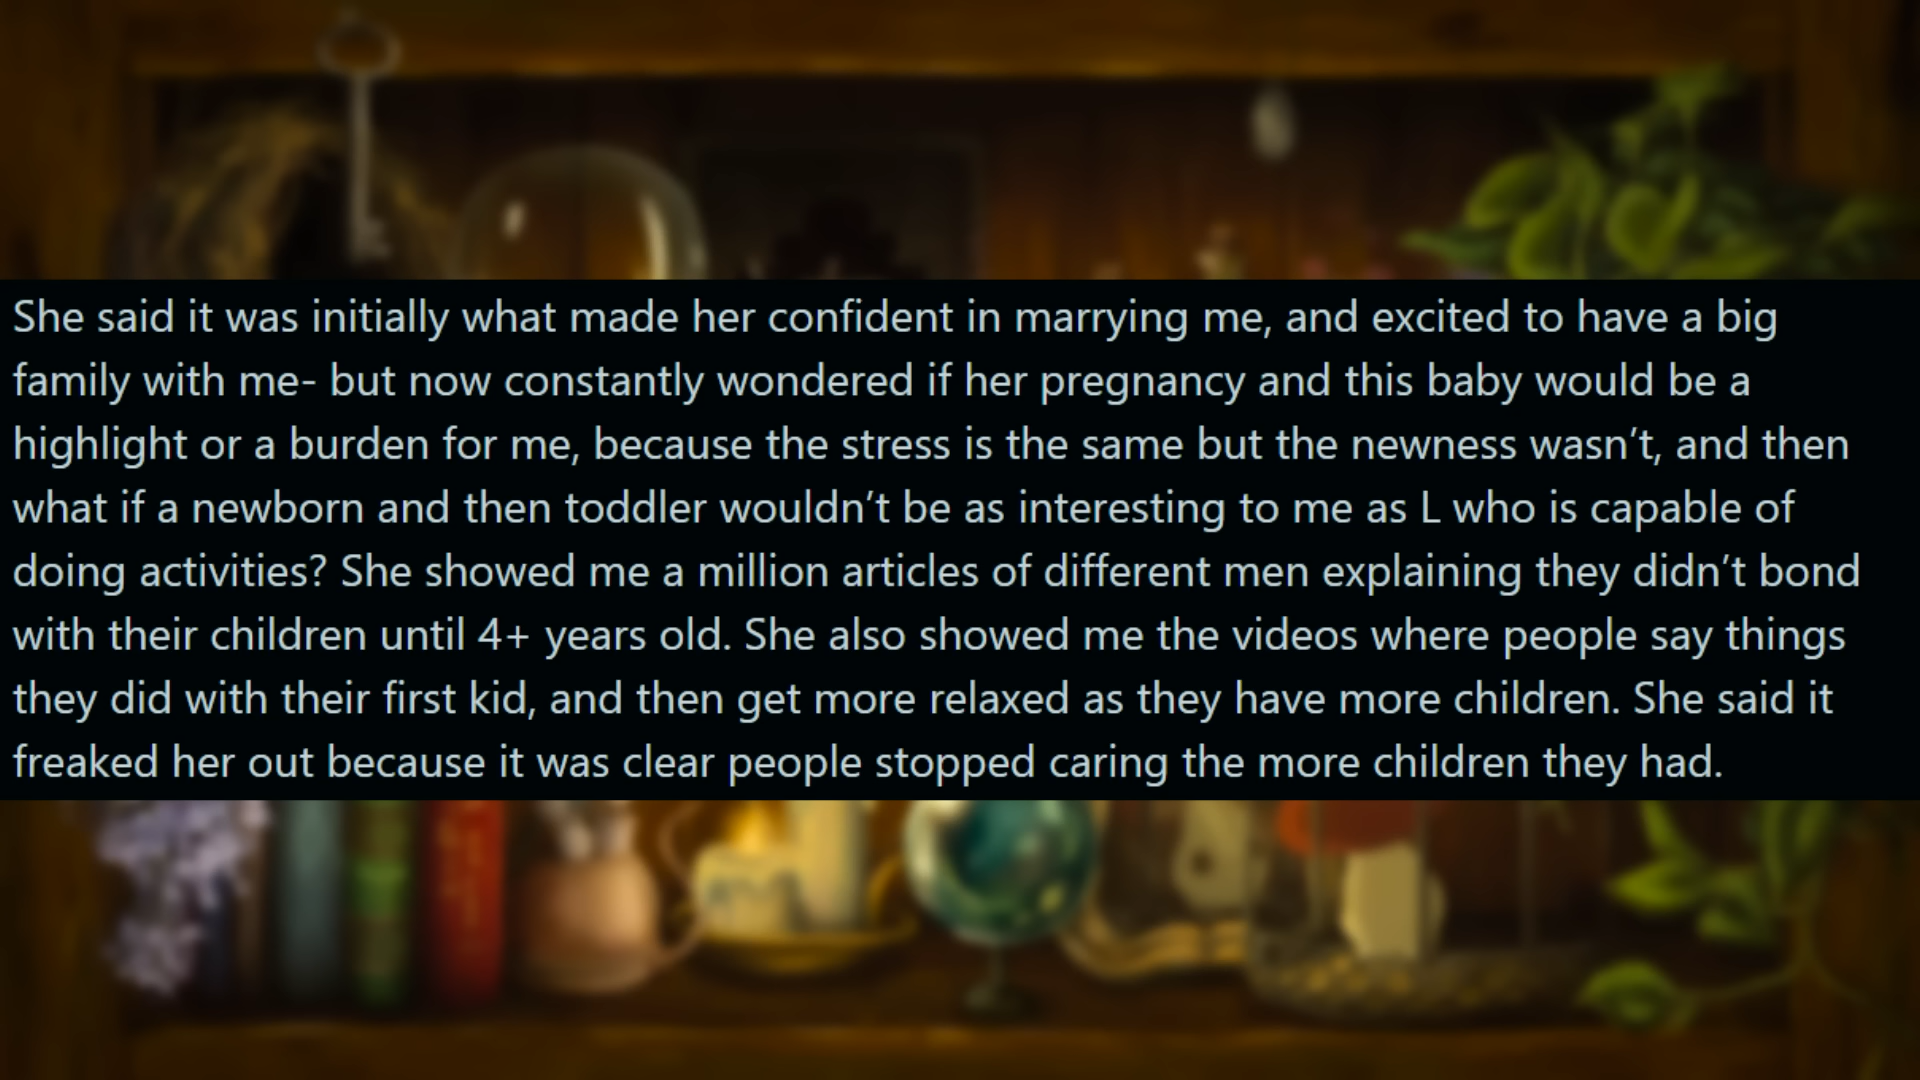 She said it was initially what made her confident in marrying me, and excited to have a big
family with me- but now constantly wondered if her pregnancy and this baby would be a
highlight or a burden for me, because the stress is the same but the newness wasn’t, and then
what if a newborn and then toddler wouldn’t be as interesting to me as L who is capable of
doing activities? She showed me a million articles of different men explaining they didn’t bond
with their children until 4+ years old. She also showed me the videos where people say things
they did with their first kid, and then get more relaxed as they have more children. She said it
freaked her out because it was clear people stopped caring the more children they had.